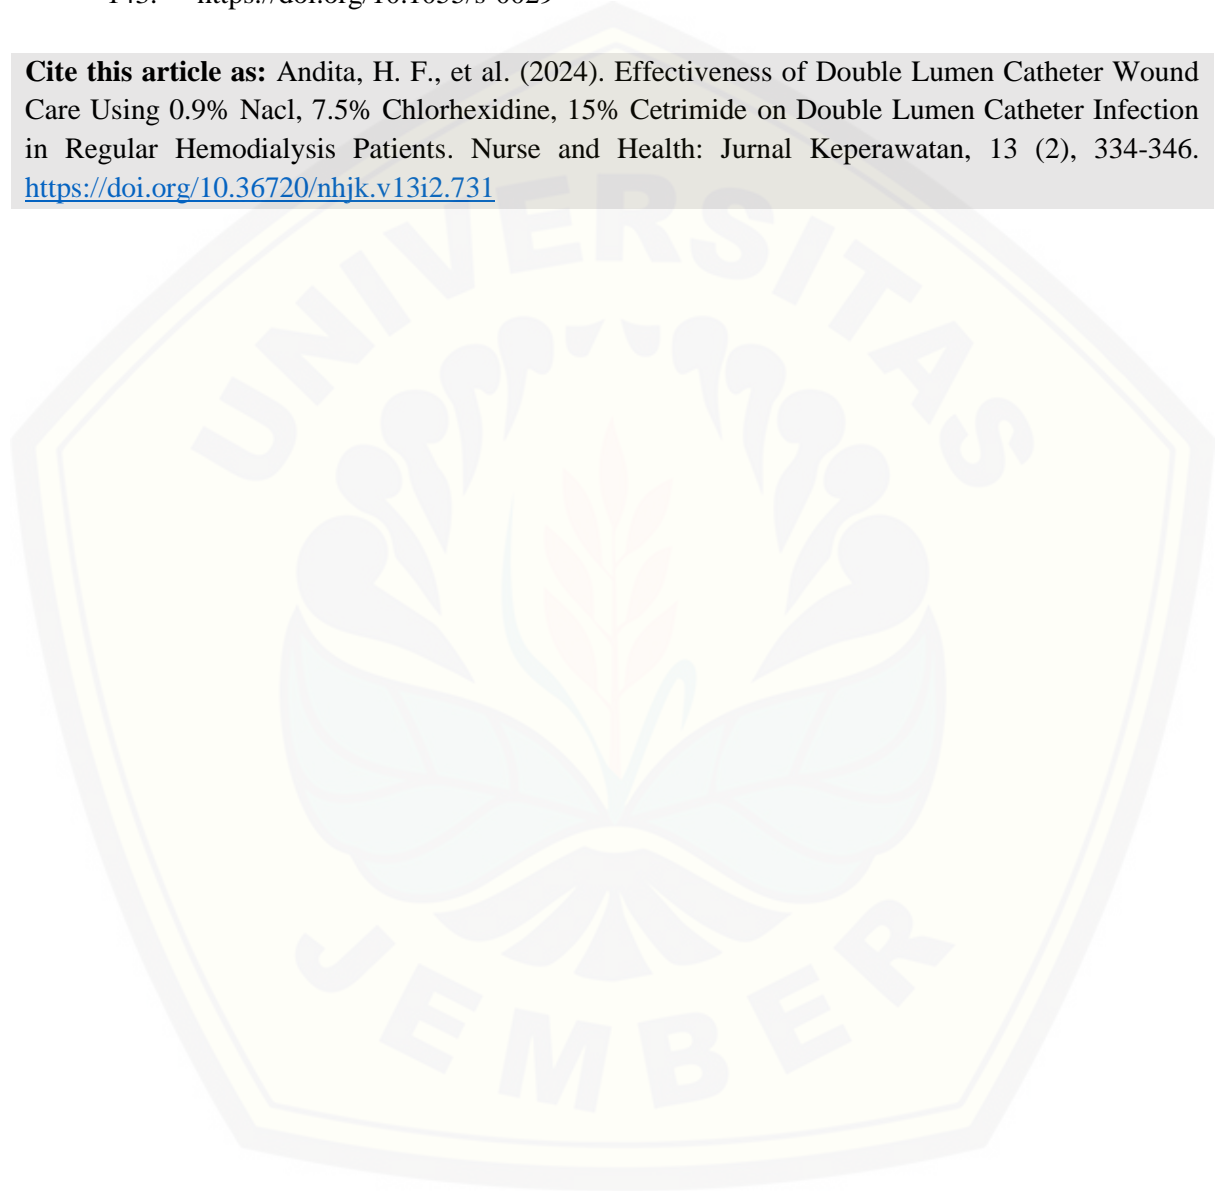 Cite this article as: Andita, H. F., et al. (2024). Effectiveness of Double Lumen Catheter Wound
Care Using 0.9% Nacl, 7.5% Chlorhexidine, 15% Cetrimide on Double Lumen Catheter Infection
in Regular Hemodialysis Patients. Nurse and Health: Jurnal Keperawatan, 13 (2), 334-346.
https://doi.org/10.36720/nhjk.v13i2.731
UNIVERSITAS
JEMBER